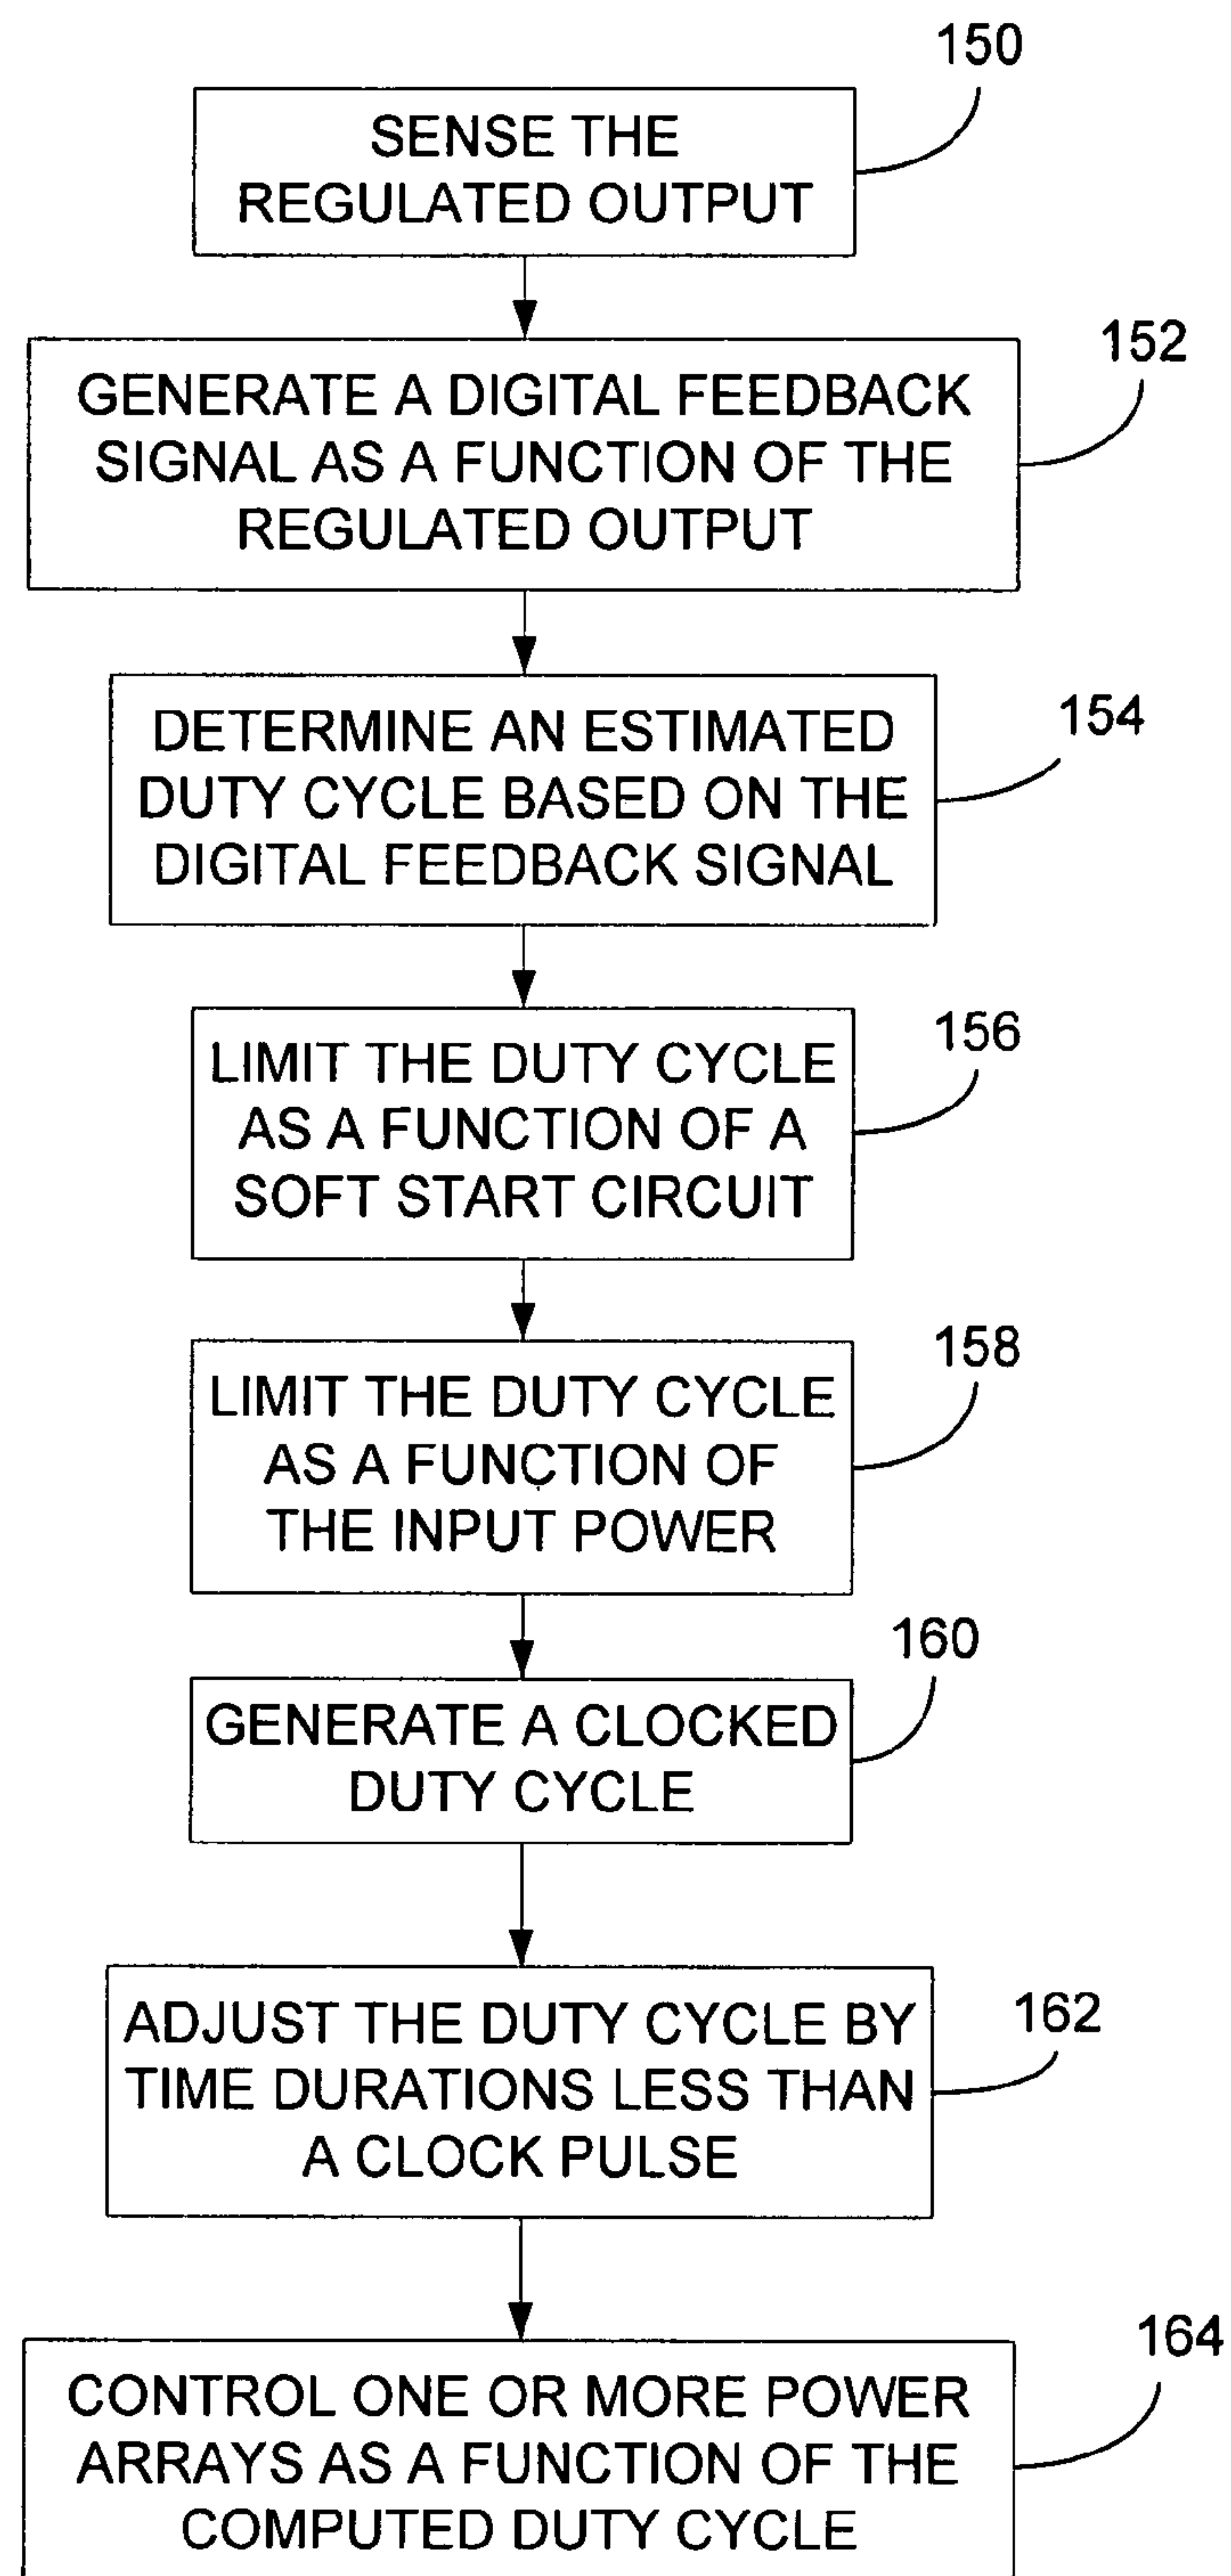 150
SENSE THE
REGULATED OUTPUT
152
GENERATE A DIGITAL FEEDBACK
SIGNAL AS A FUNCTION OF THE
REGULATED OUTPUT
154
DETERMINE AN ESTIMATED
DUTY CYCLE BASED ON THE
DIGITAL FEEDBACK SIGNAL
156
LIMIT THE DUTY CYCLE
AS A FUNCTION OF A
SOFT START CIRCUIT
158
LIMIT THE DUTY CYCLE
AS A FUNCTION OF
THE INPUT POWER
160
GENERATE A CLOCKED
DUTY CYCLE
162
ADJUST THE DUTY CYCLE BY
TIME DURATIONS LESS THAN
A CLOCK PULSE
164
CONTROL ONE OR MORE POWER
ARRAYS AS A FUNCTION OF THE
COMPUTED DUTY CYCLE